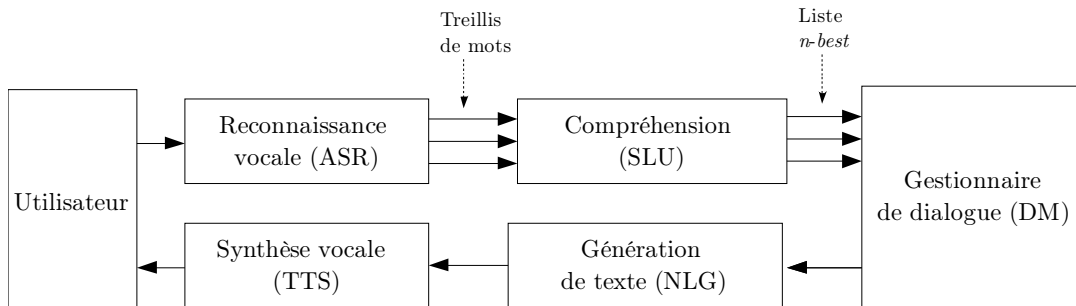 Treillis
de mots
Liste
n-best
Reconnaissance
vocale (ASR)
Compréhension
(SLU)
Utilisateur
Gestionnaire
de dialogue (DM)
Synthèse vocale
(TTS)
Génération
de texte (NLG)